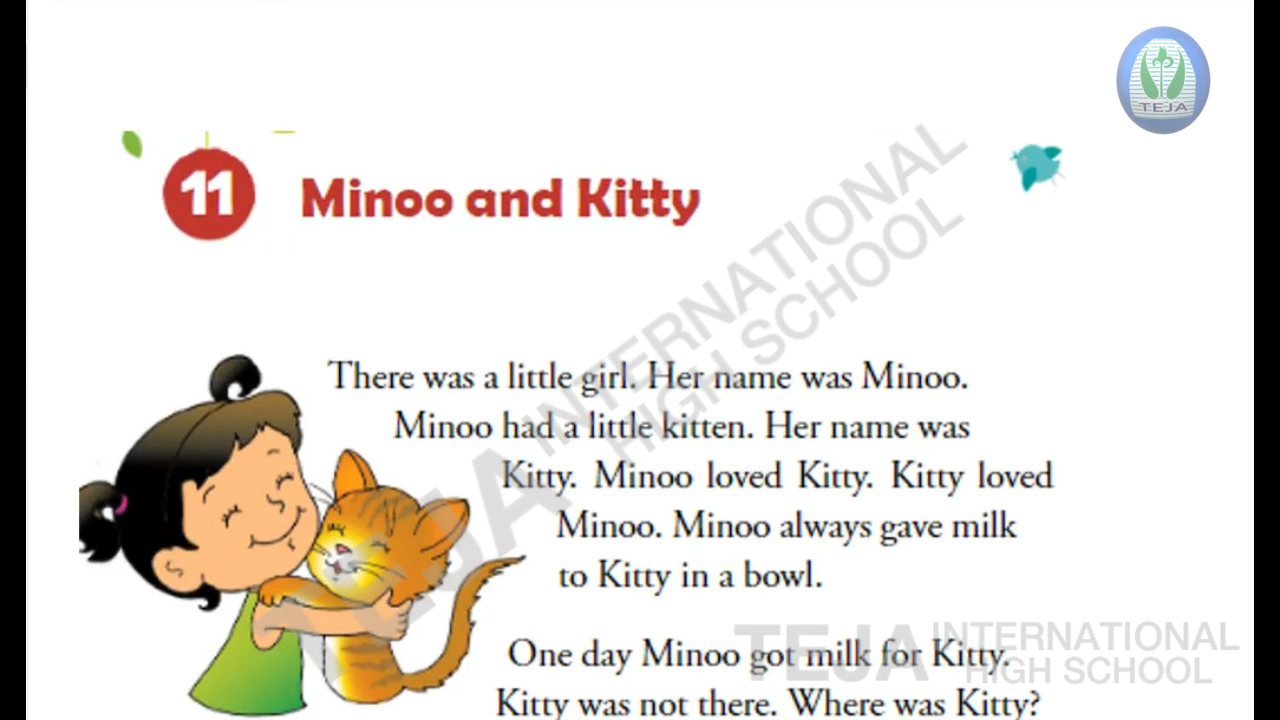 TEJA
11 Minoo and Kitty
There was a little girl. Her name was Minoo.
Minoo had a little kitten. Her name was
Kitty. Minoo loved Kitty. Kitty loved
Minoo. Minoo always gave milk
to Kitty in a bowl.
One day Minoo got milk for Kitty.
Kitty was not there. Where was Kitty?
TEJA INTERNATIONAL
HIGH SCHOOL
TEJA INTERNATIONAL
HIGH SCHOOL